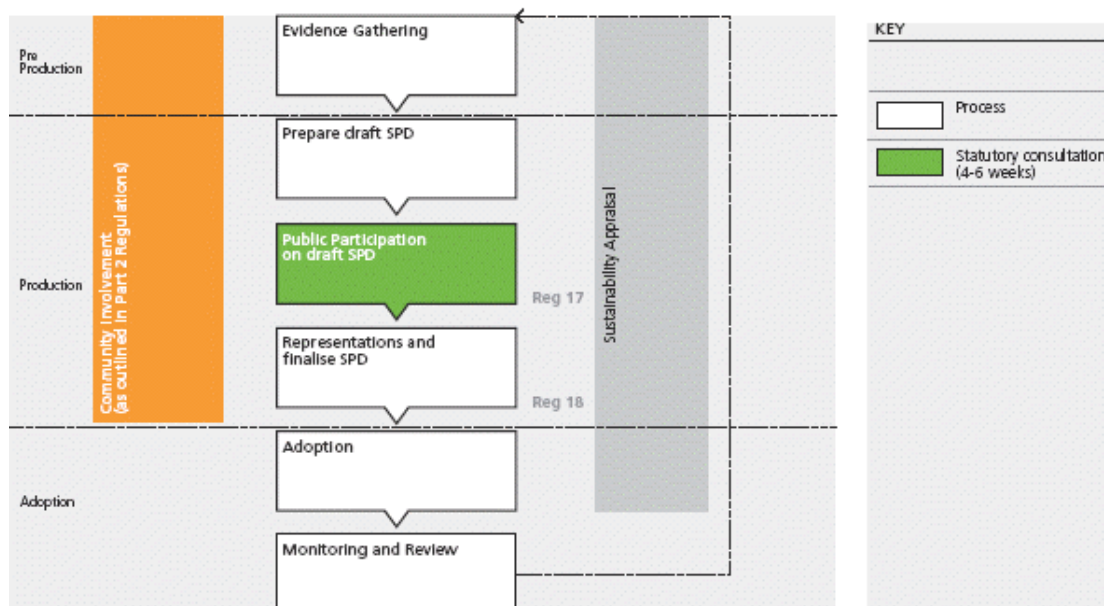 Pre
Production
Evidence Gathering
Prepare draft SPD
Production
Community Involvement
(as outlined in Part 2 Regulations)
Public Participation
on draft SPD
Reg 17
Sustainability Appraisal
Representations and
finalise SPD
Reg 18
Adoption
Adoption
Monitoring and Review
KEY
Process
Statutory consultation
(4-6 weeks)